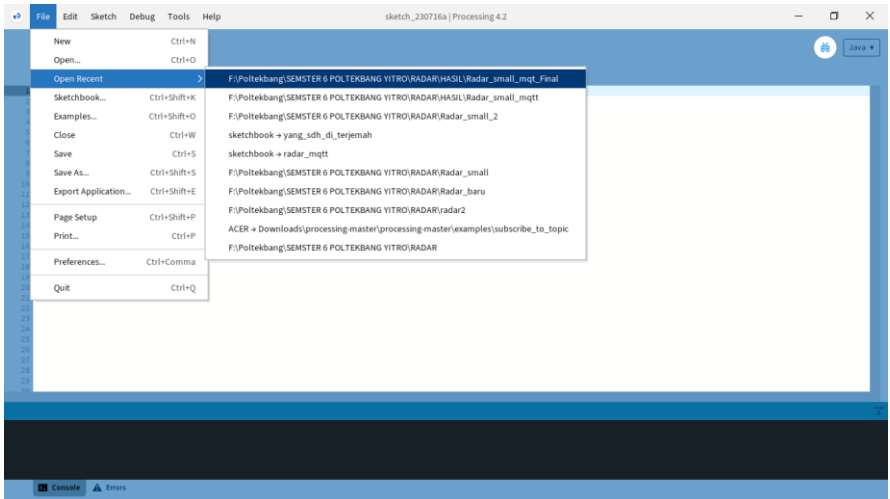 File Edit Sketch Debug Tools Help
sketch_230716a | Processing 4.2
Java ▾
New Ctrl+N
Open... Ctrl+O
Open Recent
Sketchbook... Ctrl+Shift+K
Examples... Ctrl+Shift+O
Close Ctrl+W
Save Ctrl+S
Save As... Ctrl+Shift+S
Export Application... Ctrl+Shift+E
Page Setup Ctrl+Shift+P
Print... Ctrl+P
Preferences... Ctrl+Comma
Quit Ctrl+Q
F:\Poltekbang\SEMSTER 6 POLTEKBANG YITRO\RADAR\HASIL\Radar_small_mqt_Final
F:\Poltekbang\SEMSTER 6 POLTEKBANG YITRO\RADAR\HASIL\Radar_small_mqtt
F:\Poltekbang\SEMSTER 6 POLTEKBANG YITRO\RADAR\Radar_small_2
sketchbook → yang_sdh_di_terjemah
sketchbook → radar_mqtt
F:\Poltekbang\SEMSTER 6 POLTEKBANG YITRO\RADAR\Radar_small
F:\Poltekbang\SEMSTER 6 POLTEKBANG YITRO\RADAR\Radar_baru
F:\Poltekbang\SEMSTER 6 POLTEKBANG YITRO\RADAR\radar2
ACER → Downloads\processing-master\processing-master\examples\subscribe_to_topic
F:\Poltekbang\SEMSTER 6 POLTEKBANG YITRO\RADAR
Console Errors